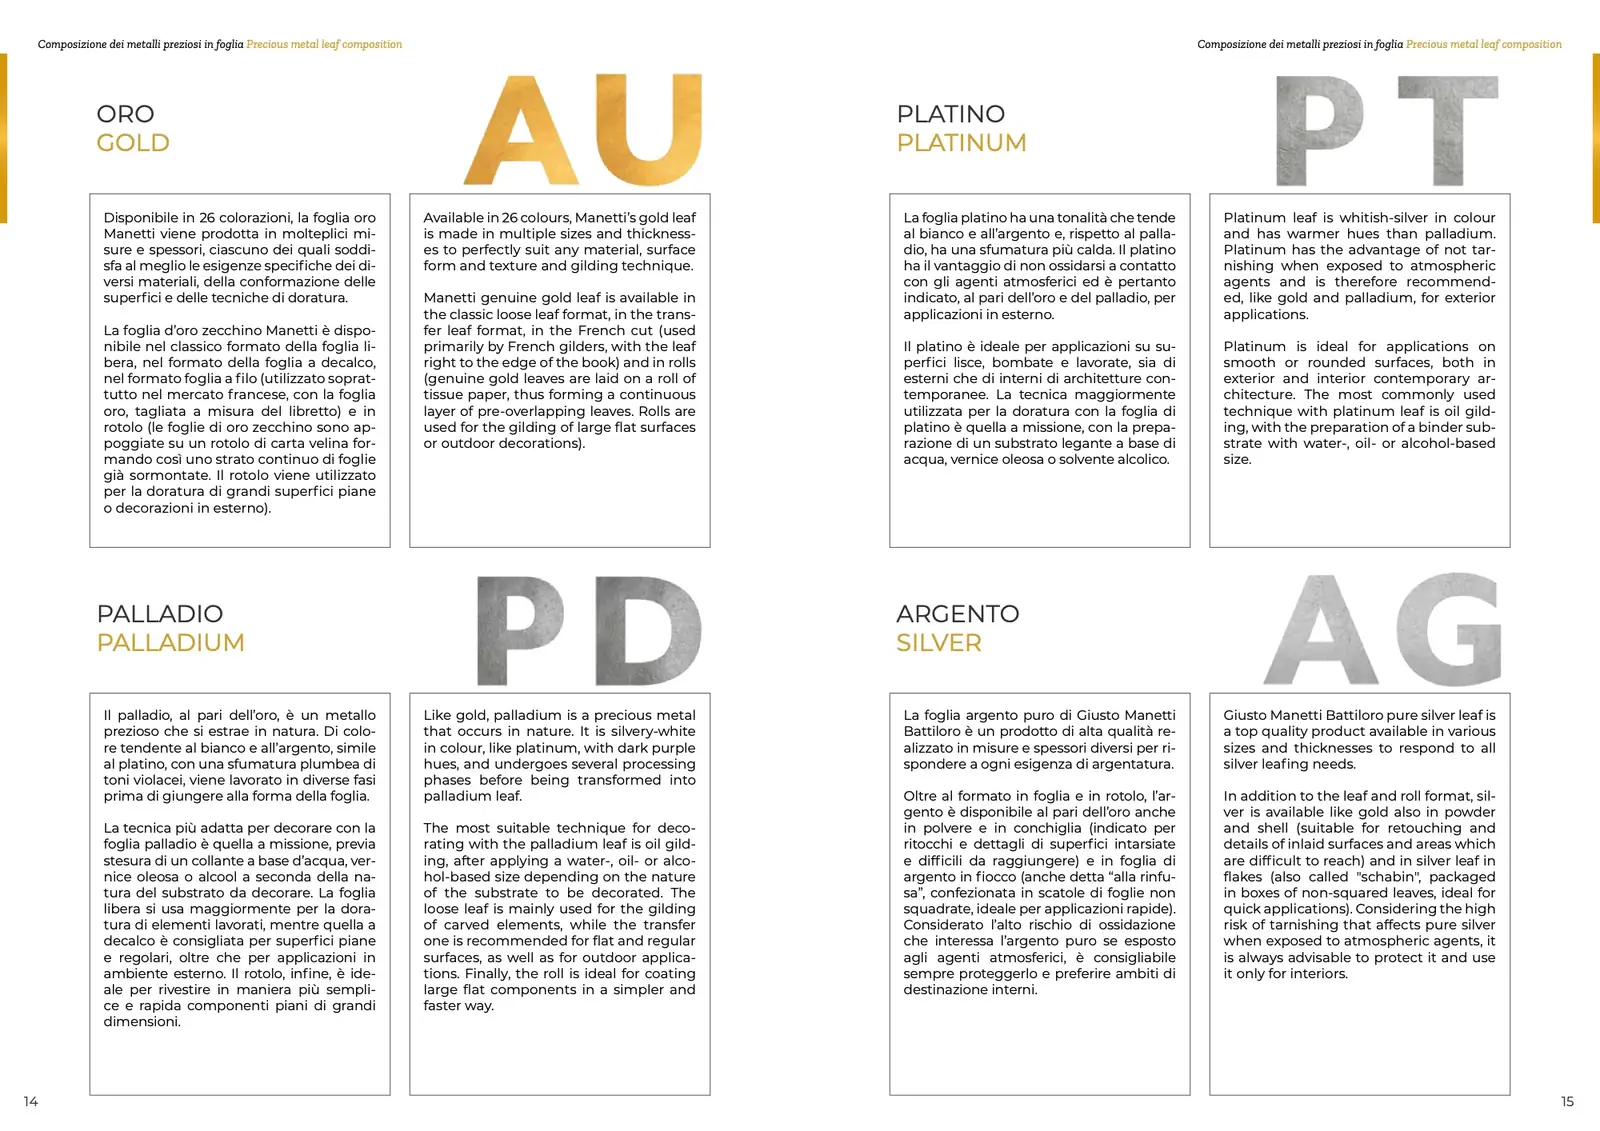 Composizione dei metalli preziosi in foglia Precious metal leaf composition
ORO
GOLD
AU
Disponibile in 26 colorazioni, la foglia oro
Manetti viene prodotta in molteplici mi-
sure e spessori, ciascuno dei quali soddi-
sfa al meglio le esigenze specifiche dei di-
versi materiali, della conformazione delle
superfici e delle tecniche di doratura.
La foglia d'oro zecchino Manetti è dispo-
nibile nel classico formato della foglia li-
bera, nel formato della foglia a decalco,
nel formato foglia a filo (utilizzato soprat-
tutto nel mercato francese, con la foglia
oro, tagliata a misura del libretto) e in
rotolo (le foglie di oro zecchino sono ap-
poggiate su un rotolo di carta velina for-
mando così uno strato continuo di foglie
già sormontate. Il rotolo viene utilizzato
per la doratura di grandi superfici piane
o decorazioni in esterno).
Available in 26 colours, Manetti's gold leaf
is made in multiple sizes and thickness-
es to perfectly suit any material, surface
form and texture and gilding technique.
Manetti genuine gold leaf is available in
the classic loose leaf format, in the trans-
fer leaf format, in the French cut (used
primarily by French gilders, with the leaf
right to the edge of the book) and in rolls
(genuine gold leaves are laid on a roll of
tissue paper, thus forming a continuous
layer of pre-overlapping leaves. Rolls are
used for the gilding of large flat surfaces
or outdoor decorations).
PALLADIO
PALLADIUM
PD
Il palladio, al pari dell'oro, è un metallo
prezioso che si estrae in natura. Di colo-
re tendente al bianco e all'argento, simile
al platino, con una sfumatura plumbea di
toni violacei, viene lavorato in diverse fasi
prima di giungere alla forma della foglia.
La tecnica più adatta per decorare con la
foglia palladio è quella a missione, previa
stesura di un collante a base d'acqua, ver-
nice oleosa o alcool a seconda della na-
tura del substrato da decorare. La foglia
libera si usa maggiormente per la dora-
tura di elementi lavorati, mentre quella a
decalco è consigliata per superfici piane
e regolari, oltre che per applicazioni in
ambiente esterno. Il rotolo, infine, è ide-
ale per rivestire in maniera più sempli-
ce e rapida componenti piani di grandi
dimensioni.
Like gold, palladium is a precious metal
that occurs in nature. It is silvery-white
in colour, like platinum, with dark purple
hues, and undergoes several processing
phases before being transformed into
palladium leaf.
The most suitable technique for deco-
rating with the palladium leaf is oil gild-
ing, after applying a water-, oil- or alco-
hol-based size depending on the nature
of the substrate to be decorated. The
loose leaf is mainly used for the gilding
of carved elements, while the transfer
one is recommended for flat and regular
surfaces, as well as for outdoor applica-
tions. Finally, the roll is ideal for coating
large flat components in a simpler and
faster way.
14
Composizione dei metalli preziosi in foglia Precious metal leaf composition
PLATINO
PLATINUM
PT
La foglia platino ha una tonalità che tende
al bianco e all'argento e, rispetto al palla-
dio, ha una sfumatura più calda. Il platino
ha il vantaggio di non ossidarsi a contatto
con gli agenti atmosferici ed è pertanto
indicato, al pari dell'oro e del palladio, per
applicazioni in esterno.
Il platino è ideale per applicazioni su su-
perfici lisce, bombate e lavorate, sia di
esterni che di interni di architetture con-
temporanee. La tecnica maggiormente
utilizzata per la doratura con la foglia di
platino è quella a missione, con la prepa-
razione di un substrato legante a base di
acqua, vernice oleosa o solvente alcolico.
Platinum leaf is whitish-silver in colour
and has warmer hues than palladium.
Platinum has the advantage of not tar-
nishing when exposed to atmospheric
agents and is therefore recommend-
ed, like gold and palladium, for exterior
applications.
Platinum is ideal for applications on
smooth or rounded surfaces, both in
exterior and interior contemporary ar-
chitecture. The most commonly used
technique with platinum leaf is oil gild-
ing, with the preparation of a binder sub-
strate with water-, oil- or alcohol-based
size.
ARGENTO
SILVER
AG
La foglia argento puro di Giusto Manetti
Battiloro è un prodotto di alta qualità re-
alizzato in misure e spessori diversi per ri-
spondere a ogni esigenza di argentatura.
Oltre al formato in foglia e in rotolo, l'ar-
gento è disponibile al pari dell'oro anche
in polvere e in conchiglia (indicato per
ritocchi e dettagli di superfici intarsiate
e difficili da raggiungere) e in foglia di
argento in fiocco (anche detta “alla rinfu-
sa”, confezionata in scatole di foglie non
squadrate, ideale per applicazioni rapide).
Considerato l'alto rischio di ossidazione
che interessa l'argento puro se esposto
agli agenti atmosferici, è consigliabile
sempre proteggerlo e preferire ambiti di
destinazione interni.
Giusto Manetti Battiloro pure silver leaf is
a top quality product available in various
sizes and thicknesses to respond to all
silver leafing needs.
In addition to the leaf and roll format, sil-
ver is available like gold also in powder
and shell (suitable for retouching and
details of inlaid surfaces and areas which
are difficult to reach) and in silver leaf in
flakes (also called "schabin", packaged
in boxes of non-squared leaves, ideal for
quick applications). Considering the high
risk of tarnishing that affects pure silver
when exposed to atmospheric agents, it
is always advisable to protect it and use
it only for interiors.
15